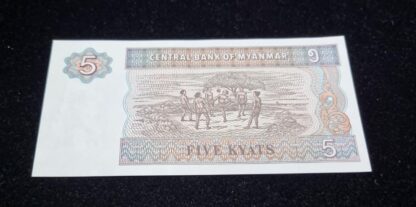 5 CENTRAL BANK OF MYANMAR ၅
FIVE KYATS 5